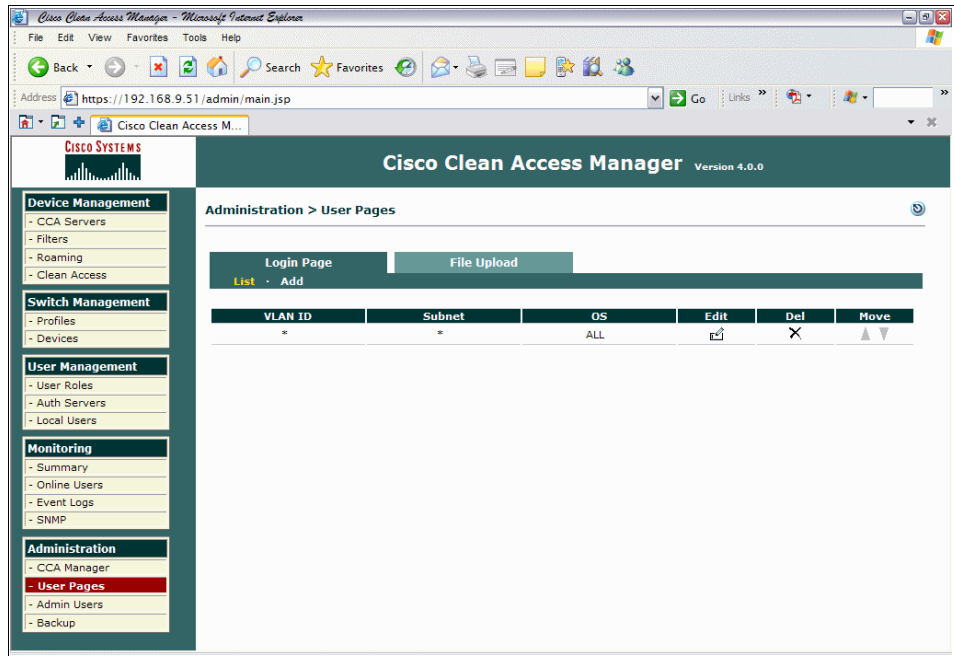 Cisco Clean Access Manager - Microsoft Internet Explorer
File Edit View Favorites Tools Help
Back Search Favorites
Address https://192.168.9.51/admin/main.jsp Go Links »
Cisco Clean Access M...
CISCO SYSTEMS
Cisco Clean Access Manager Version 4.0.0
Device Management
- CCA Servers
- Filters
- Roaming
- Clean Access
Switch Management
- Profiles
- Devices
User Management
- User Roles
- Auth Servers
- Local Users
Monitoring
- Summary
- Online Users
- Event Logs
- SNMP
Administration
- CCA Manager
- User Pages
- Admin Users
- Backup
Administration > User Pages
Login Page File Upload
List · Add
VLAN ID Subnet OS Edit Del Move
* * ALL